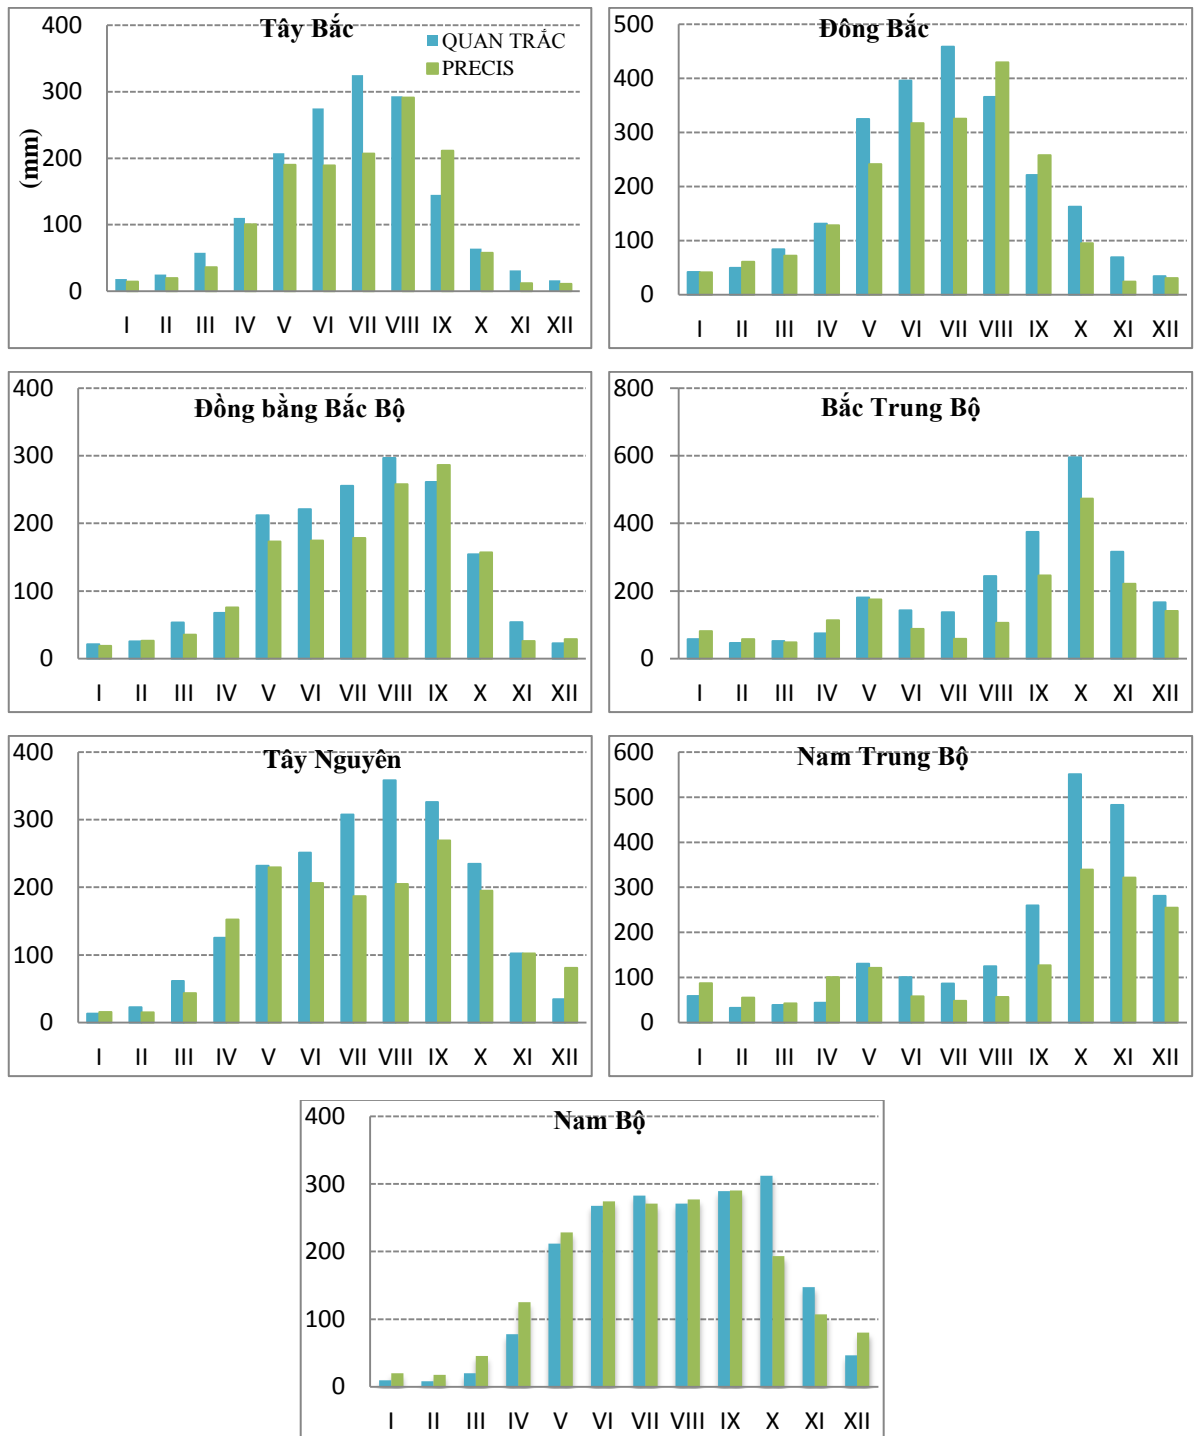 Tây Bắc
QUAN TRẮC
PRECIS
(mm)
400
300
200
100
0
I II III IV V VI VII VIII IX X XI XII
Đông Bắc
500
400
300
200
100
0
I II III IV V VI VII VIII IX X XI XII
Đồng bằng Bắc Bộ
400
300
200
100
0
I II III IV V VI VII VIII IX X XI XII
Bắc Trung Bộ
800
600
400
200
0
I II III IV V VI VII VIII IX X XI XII
Tây Nguyên
400
300
200
100
0
I II III IV V VI VII VIII IX X XI XII
Nam Trung Bộ
600
500
400
300
200
100
0
I II III IV V VI VII VIII IX X XI XII
Nam Bộ
400
300
200
100
0
I II III IV V VI VII VIII IX X XI XII